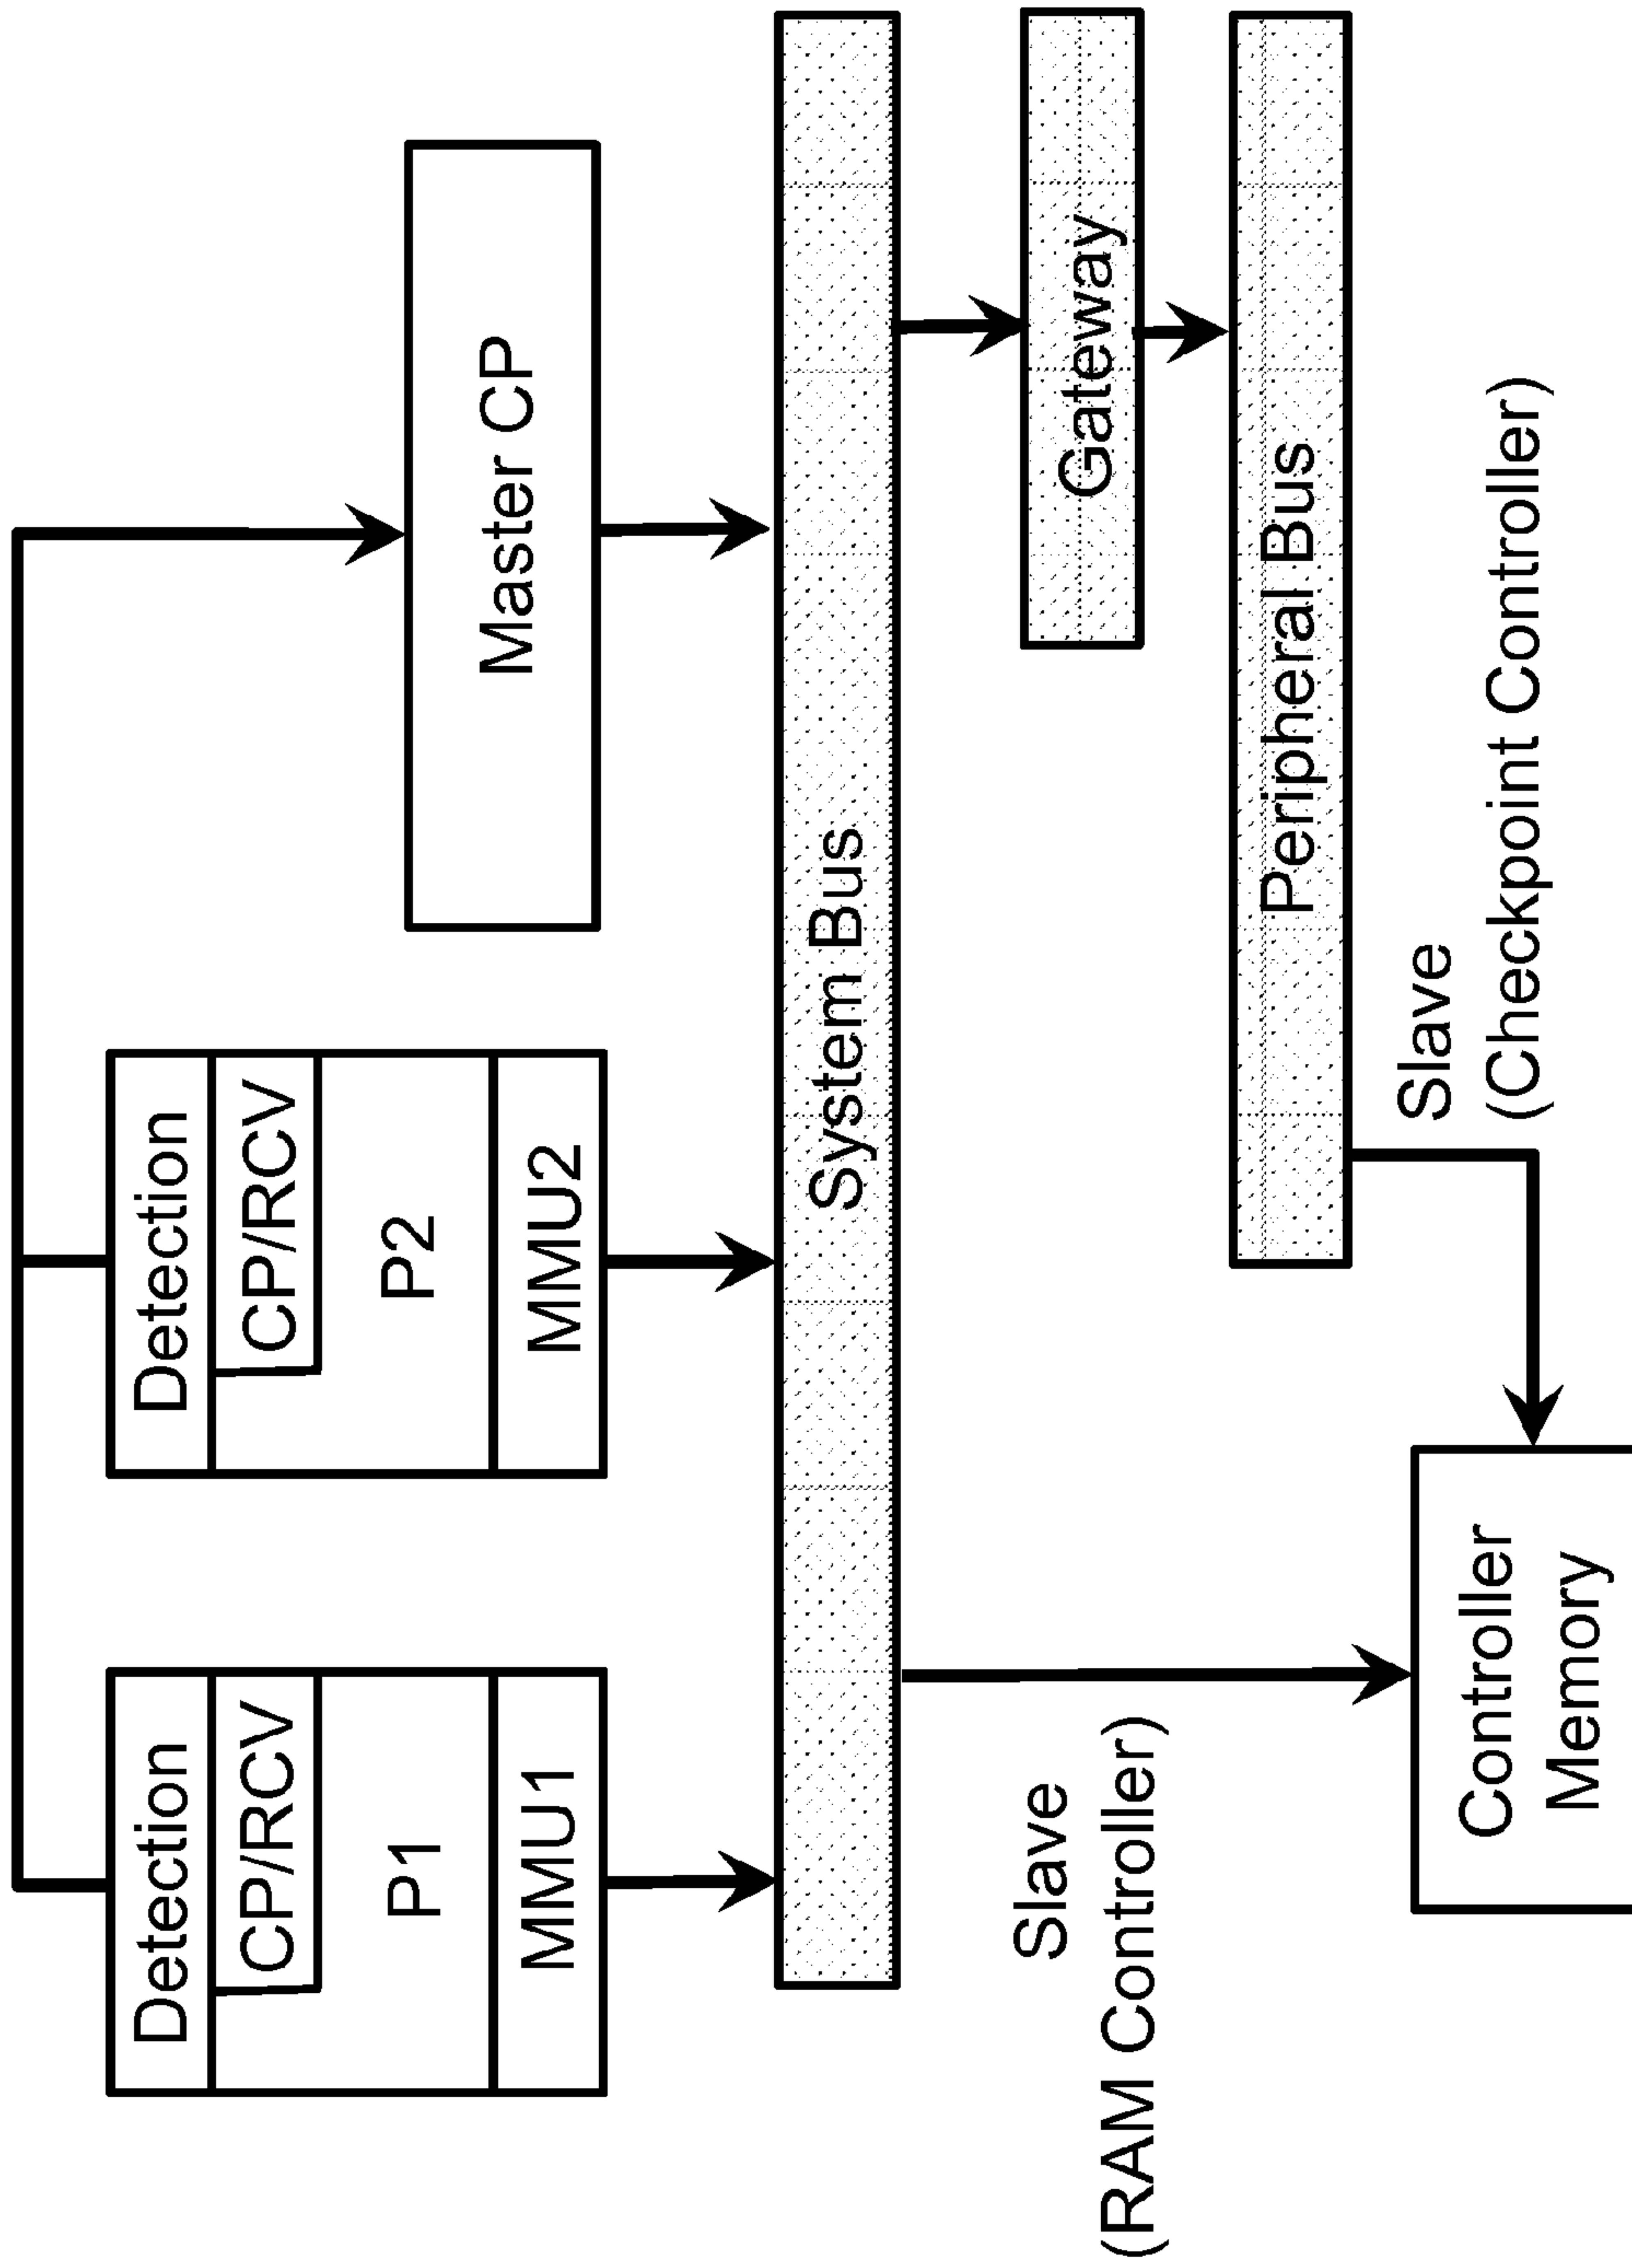 Detection
CP/RCV
P1
MMU1
Detection
CP/RCV
P2
MMU2
Master CP
System Bus
Gateway
Peripheral Bus
Slave
(RAM Controller)
Slave
(Checkpoint Controller)
Controller
Memory